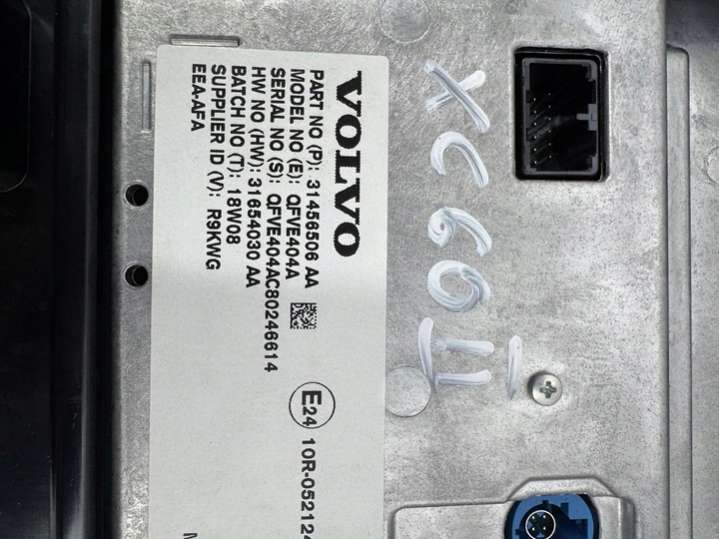 VOLVO
PART NO (P): 31456506 AA
MODEL NO (E): QFVE404A
SERIAL NO (S): QFVE404AC80246614
HW NO (HW): 31654030 AA
BATCH NO (T): 18W08
SUPPLIER ID (V): R9KWG
EEA-AFA
E24 10R-052124
XC60 II